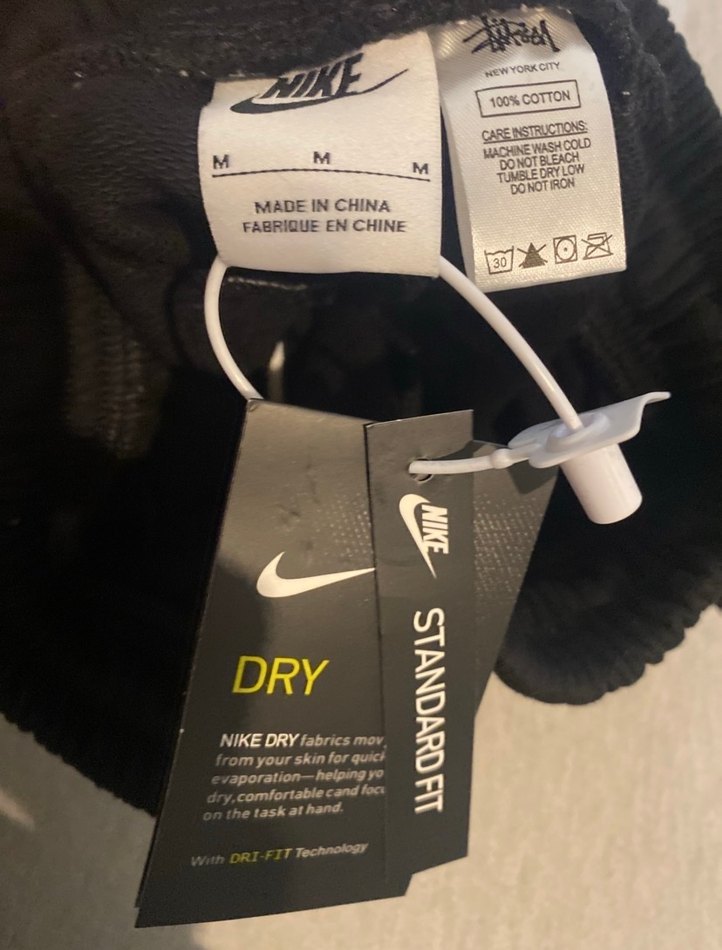 NIKE
M M M
MADE IN CHINA
FABRIQUE EN CHINE
Stüssy
NEW YORK CITY
100% COTTON
CARE INSTRUCTIONS:
MACHINE WASH COLD
DO NOT BLEACH
TUMBLE DRY LOW
DO NOT IRON
30
DRY
NIKE DRY fabrics mov
from your skin for quick
evaporation—helping yo
dry,comfortable cand focu
on the task at hand.
With DRI-FIT Technology
NIKE
STANDARD FIT